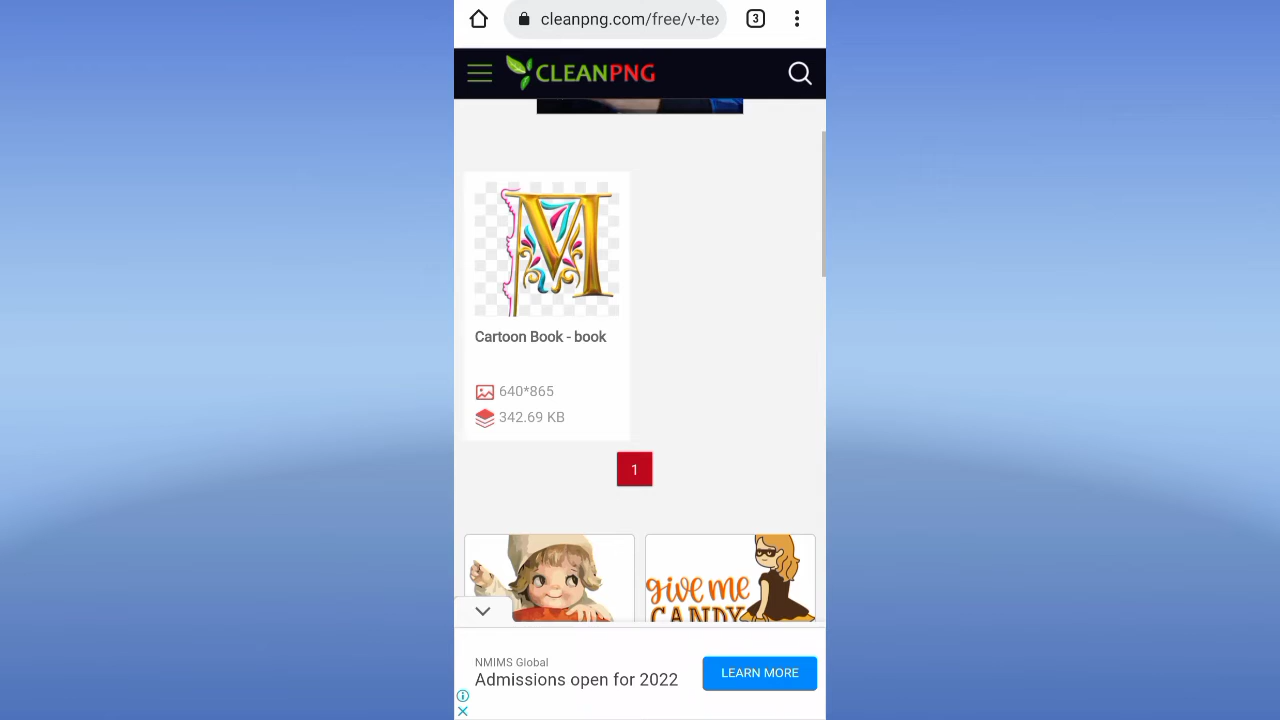 cleanpng.com/free/v-tex
3
CLEANPNG
M
Cartoon Book - book
640*865
342.69 KB
1
give me
CANDY
NMIMS Global
Admissions open for 2022
LEARN MORE